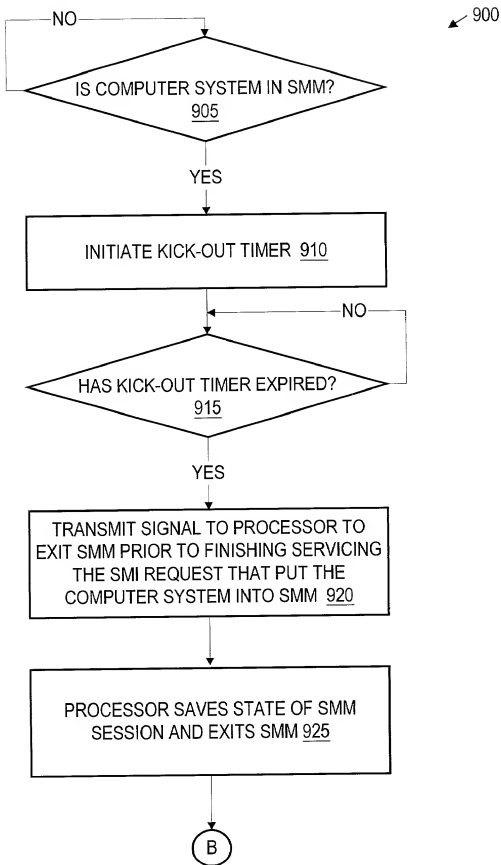 NO
900
IS COMPUTER SYSTEM IN SMM?
905
YES
INITIATE KICK-OUT TIMER 910
NO
HAS KICK-OUT TIMER EXPIRED?
915
YES
TRANSMIT SIGNAL TO PROCESSOR TO
EXIT SMM PRIOR TO FINISHING SERVICING
THE SMI REQUEST THAT PUT THE
COMPUTER SYSTEM INTO SMM 920
PROCESSOR SAVES STATE OF SMM
SESSION AND EXITS SMM 925
B